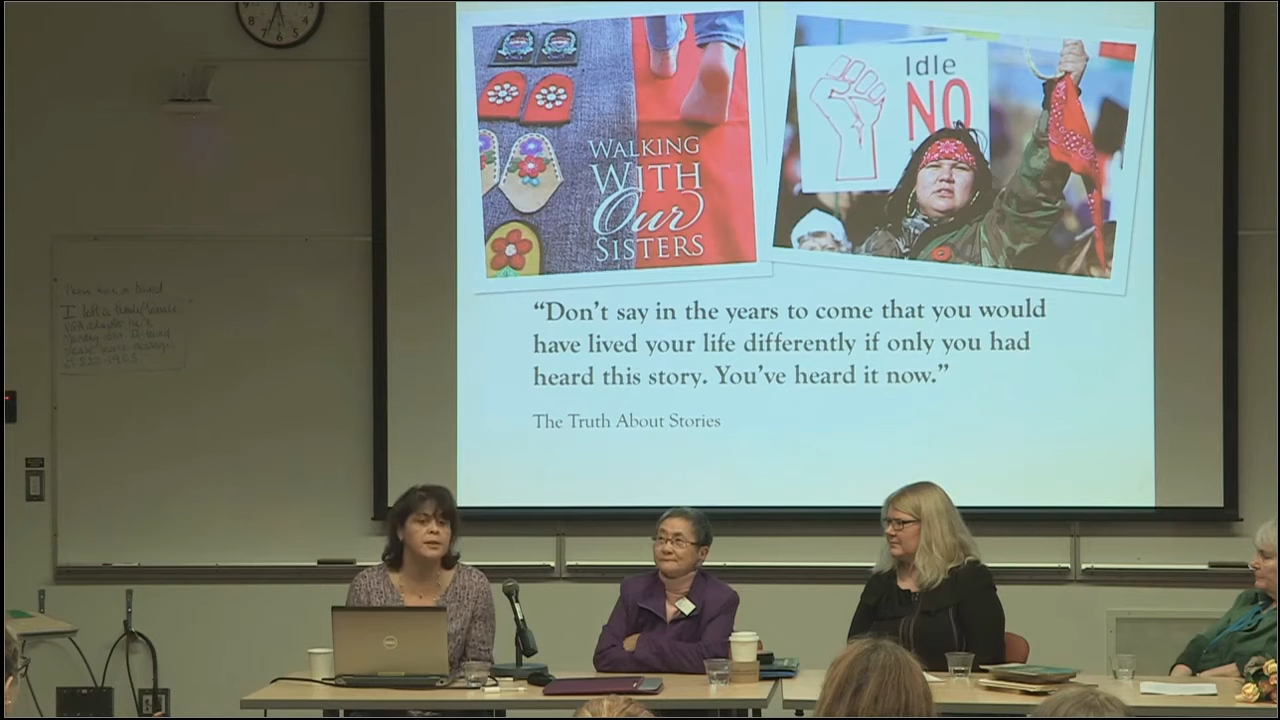 WALKING
WITH
Our
SISTERS
Idle
NO
“Don’t say in the years to come that you would
have lived your life differently if only you had
heard this story. You’ve heard it now.”
The Truth About Stories
DELL